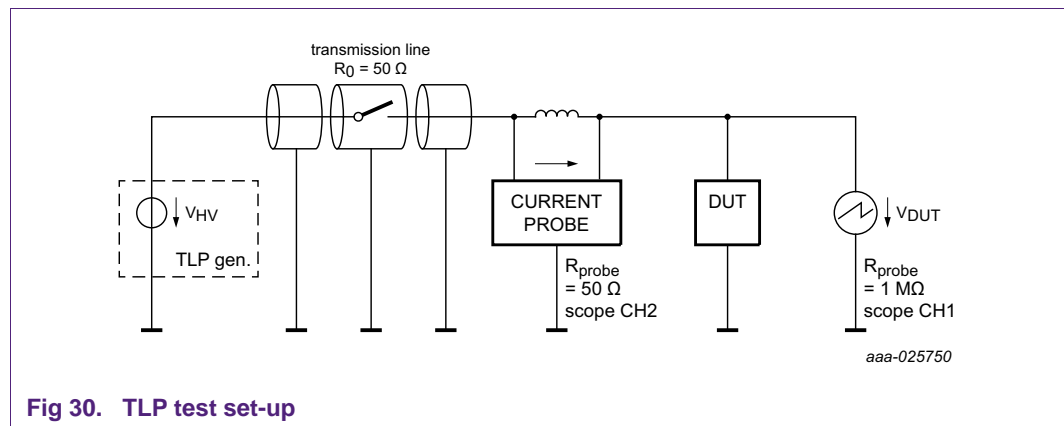 transmission line
R0 = 50 Ω
VHV
TLP gen.
CURRENT
PROBE
Rprobe
= 50 Ω
scope CH2
DUT
VDUT
Rprobe
= 1 MΩ
scope CH1
aaa-025750
Fig 30. TLP test set-up